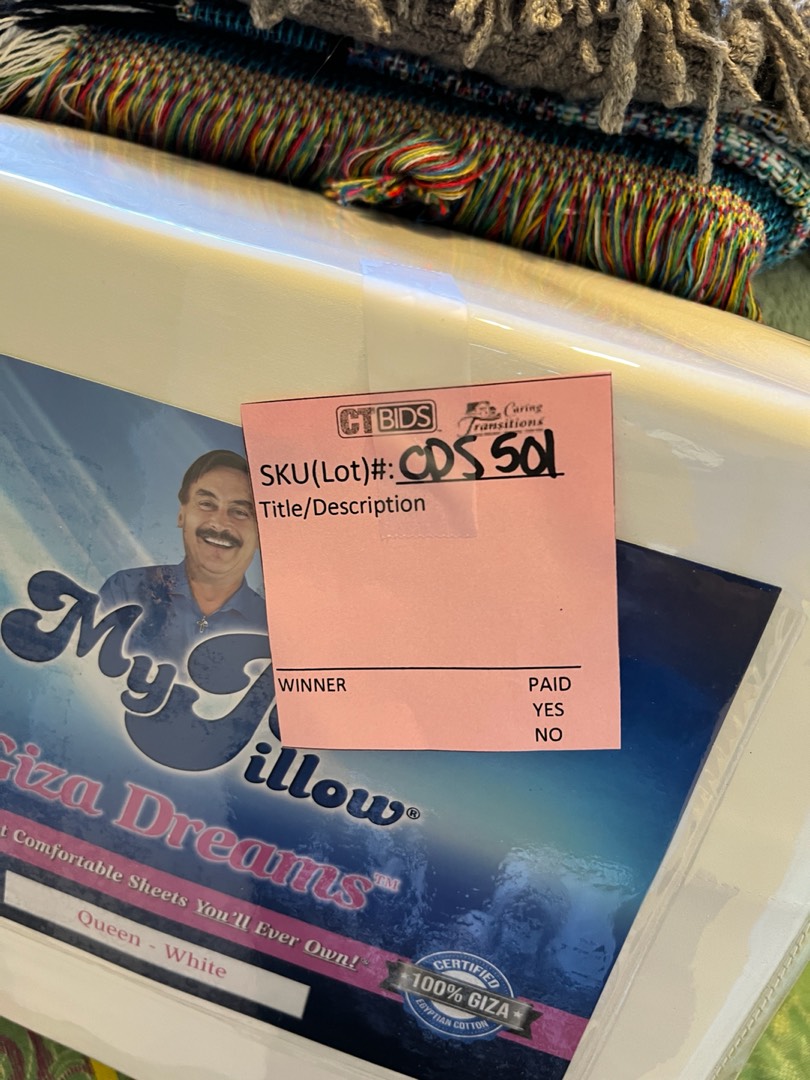 CTBIDS
Caring
Transitions
SKU(Lot)#: ODS 501
Title/Description
WINNER PAID
YES
NO
My
illow®
Giza Dreams™
t Comfortable Sheets You'll Ever Own!
Queen - White
CERTIFIED
100% GIZA
EGYPTIAN COTTON